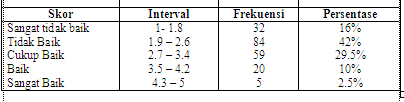 Skor Interval Frekuensi Persentase
Sangat tidak baik 1- 1.8 32 16%
Tidak Baik 1.9 – 2.6 84 42%
Cukup Baik 2.7 – 3.4 59 29.5%
Baik 3.5 – 4.2 20 10%
Sangat Baik 4.3 – 5 5 2.5%